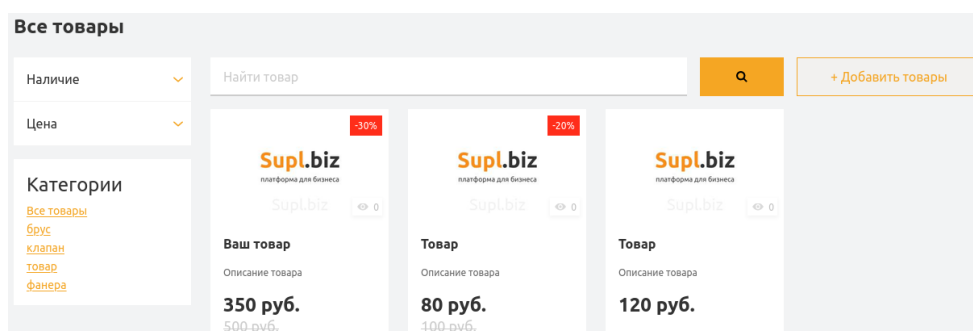 Все товары
Наличие
Цена
Категории
Все товары
брус
клапан
товар
фанера
Найти товар
+ Добавить товары
-30%
Supl.biz
платформа для бизнеса
Supl.biz
0
Ваш товар
Описание товара
350 руб.
500 руб.
-20%
Supl.biz
платформа для бизнеса
Supl.biz
0
Товар
Описание товара
80 руб.
100 руб.
Supl.biz
платформа для бизнеса
Supl.biz
0
Товар
Описание товара
120 руб.